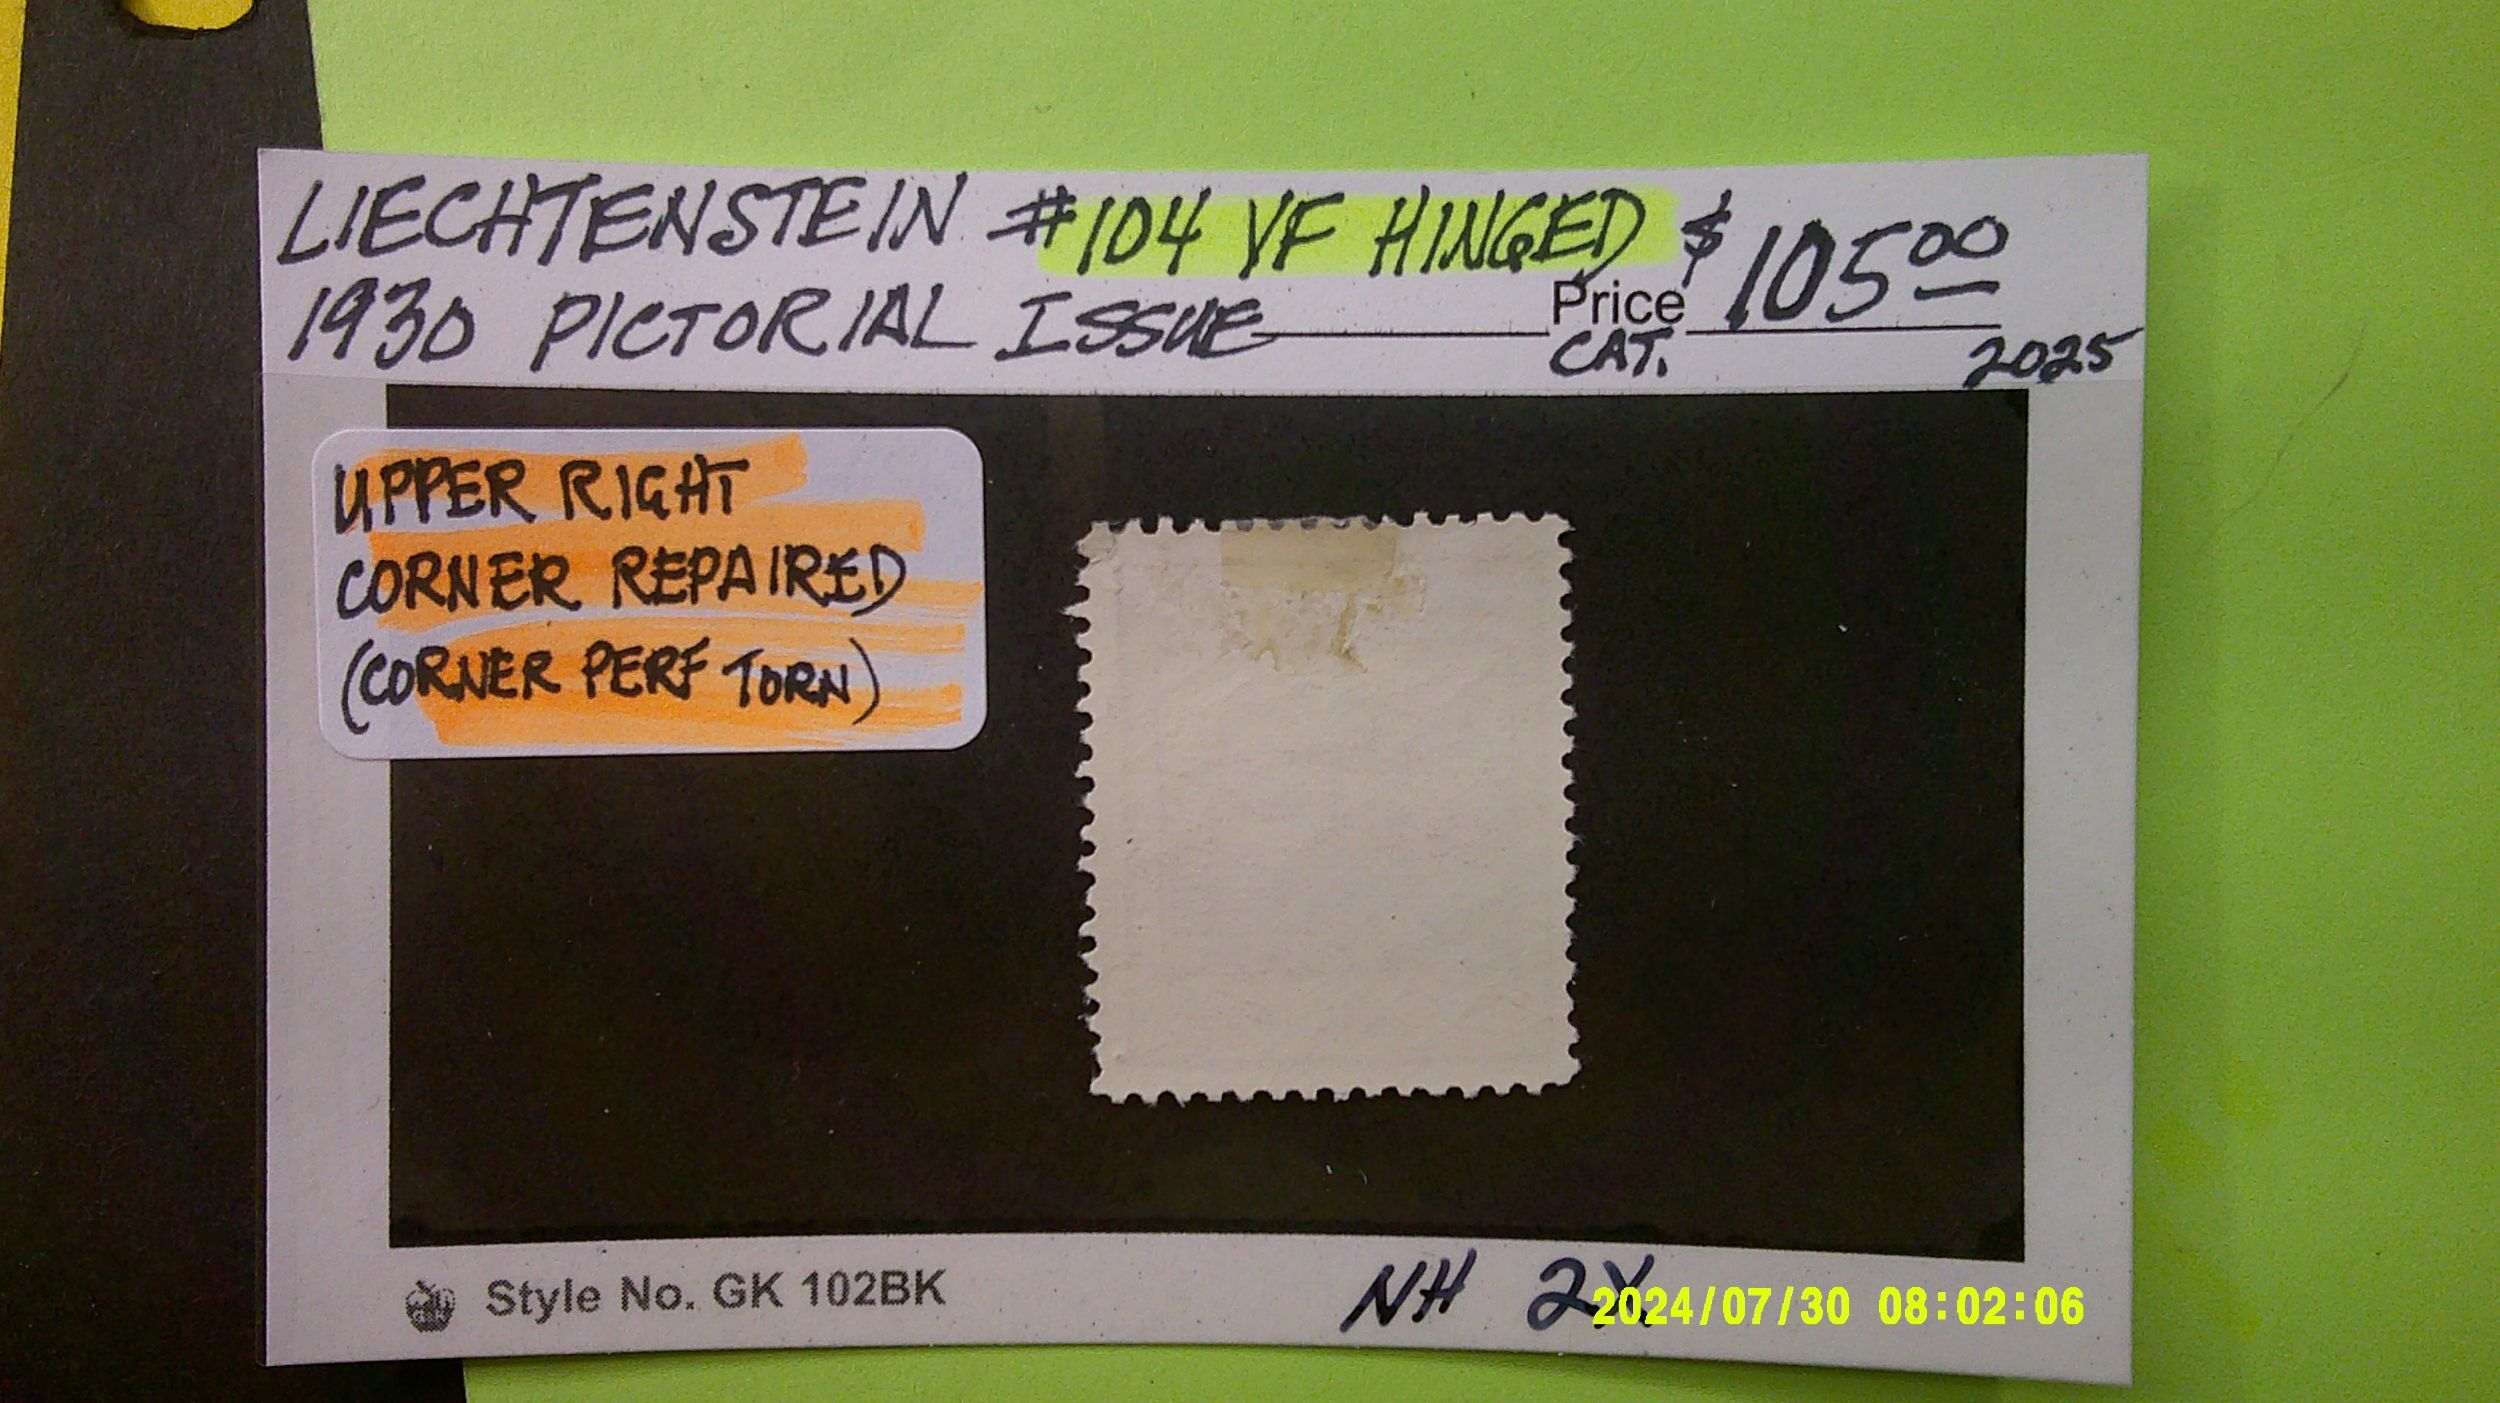 LIECHTENSTEIN #104 VF HINGED $105.00
1930 PICTORIAL ISSUE Price
CAT. 2025
UPPER RIGHT
CORNER REPAIRED
(CORNER PERF TORN)
Style No. GK 102BK NH 2X
2024/07/30 08:02:06